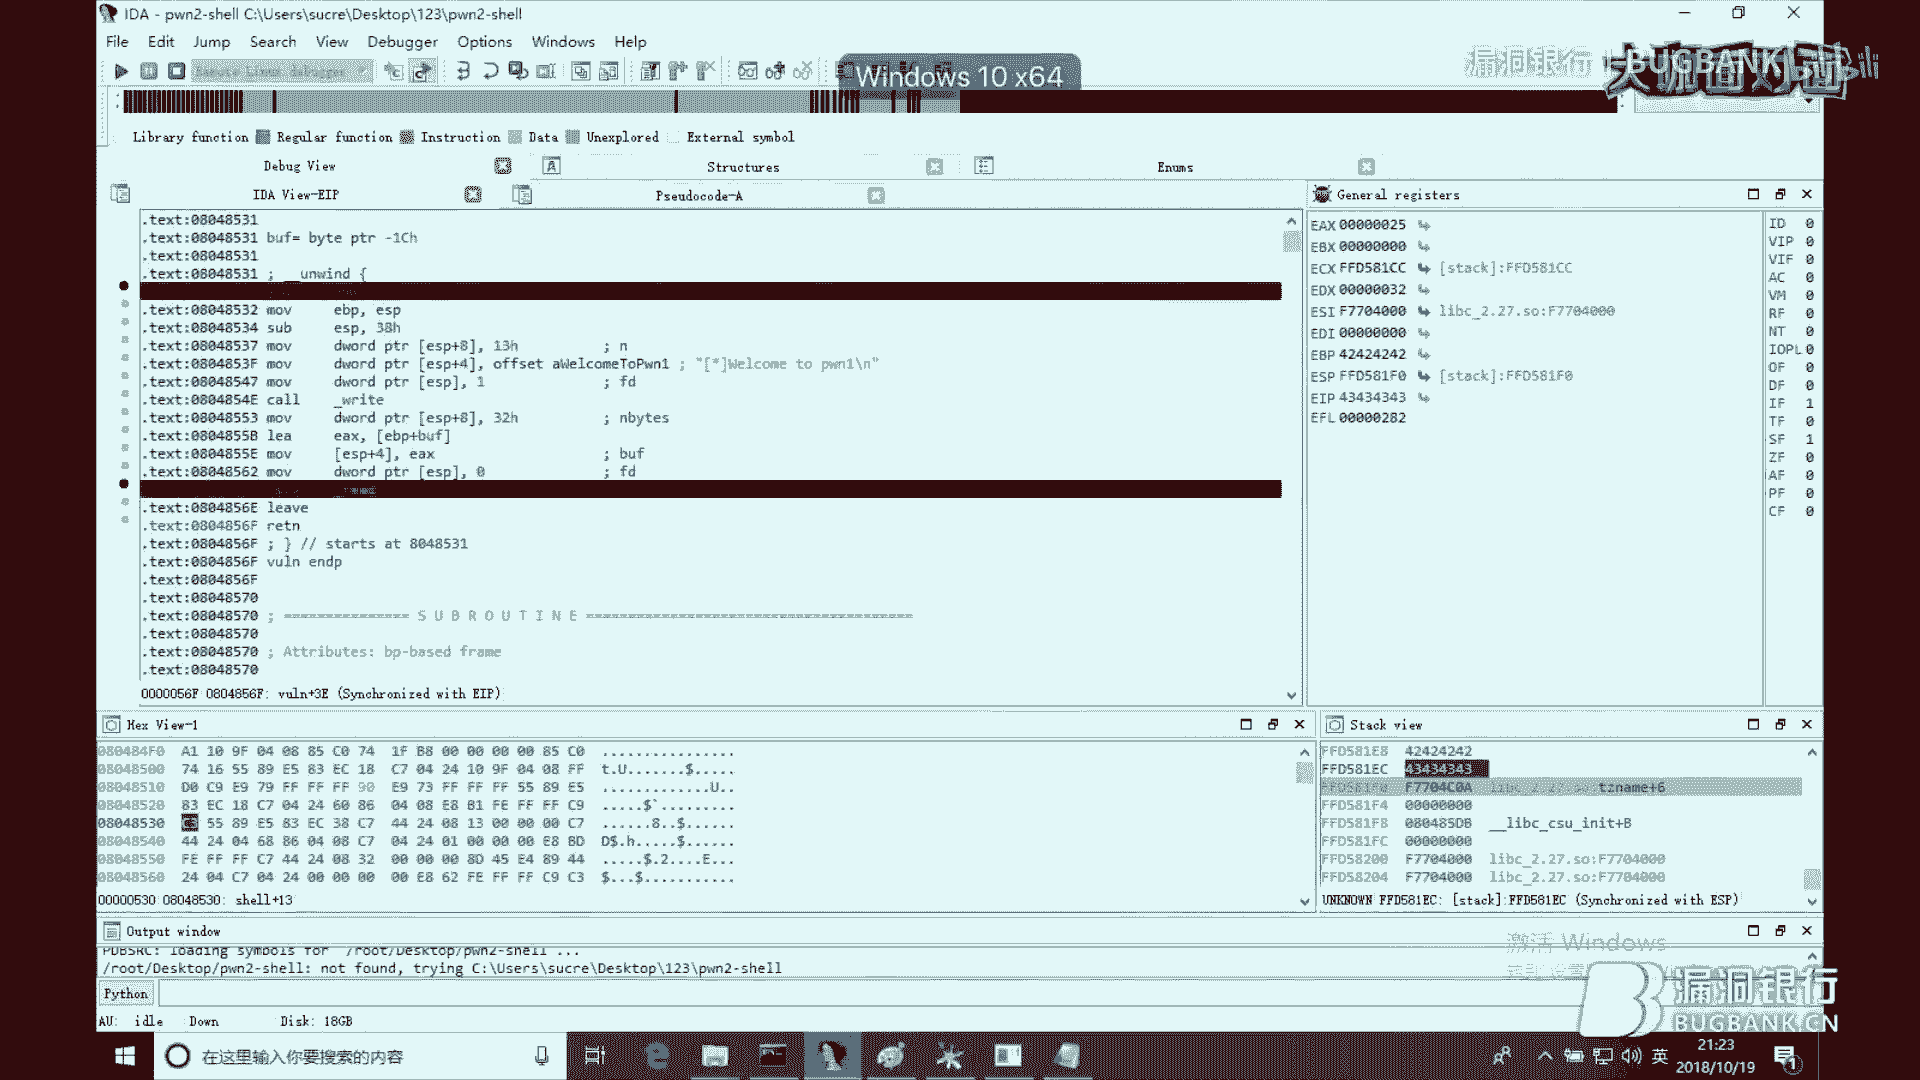 IDA - pwn2-shell C:\Users\sucre\Desktop\123\pwn2-shell
File Edit Jump Search View Debugger Options Windows Help
Windows 10 x64
漏洞银行 BUGBANK
大咖面对面
bilibili
Library function Regular function Instruction Data Unexplored External symbol
Debug View Structures Enums
IDA View-EIP Pseudocode-A General registers
.text:08048531
.text:08048531 buf= byte ptr -1Ch
.text:08048531
.text:08048531 ; __unwind {
.text:08048532 mov ebp, esp
.text:08048534 sub esp, 38h
.text:08048537 mov dword ptr [esp+8], 13h ; n
.text:0804853F mov dword ptr [esp+4], offset aWelcomeToPwn1 ; "[*]Welcome to pwn1\n"
.text:08048547 mov dword ptr [esp], 1 ; fd
.text:0804854E call _write
.text:08048553 mov dword ptr [esp+8], 32h ; nbytes
.text:0804855B lea eax, [ebp+buf]
.text:0804855E mov [esp+4], eax ; buf
.text:08048562 mov dword ptr [esp], 0 ; fd
.text:0804856E leave
.text:0804856F retn
.text:0804856F ; } // starts at 8048531
.text:0804856F vuln endp
.text:0804856F
.text:08048570
.text:08048570 ; =============== S U B R O U T I N E =======================================
.text:08048570
.text:08048570 ; Attributes: bp-based frame
.text:08048570
0000056F 0804856F: vuln+3E (Synchronized with EIP)
EAX 00000025
EBX 00000000
ECX FFD581CC [stack]:FFD581CC
EDX 00000032
ESI F7704000 libc_2.27.so:F7704000
EDI 00000000
EBP 42424242
ESP FFD581F0 [stack]:FFD581F0
EIP 43434343
EFL 00000282
ID 0
VIP 0
VIF 0
AC 0
VM 0
RF 0
NT 0
IOPL 0
OF 0
DF 0
IF 1
TF 0
SF 1
ZF 0
AF 0
PF 0
CF 0
Hex View-1
080484F0 A1 10 9F 04 08 85 C0 74 1F B8 00 00 00 00 85 C0 ................
08048500 74 16 55 89 E5 83 EC 18 C7 04 24 10 9F 04 08 FF t.U.......$.....
08048510 D0 C9 E9 79 FF FF FF 90 E9 73 FF FF FF 55 89 E5 .............U..
08048520 83 EC 18 C7 04 24 60 86 04 08 E8 81 FE FF FF C9 .....$`.........
08048530 C3 55 89 E5 83 EC 38 C7 44 24 08 13 00 00 00 C7 ......8..$......
08048540 44 24 04 68 86 04 08 C7 04 24 01 00 00 00 E8 BD D$.h.....$......
08048550 FE FF FF C7 44 24 08 32 00 00 00 8D 45 E4 89 44 .....$.2....E...
08048560 24 04 C7 04 24 00 00 00 00 E8 62 FE FF FF C9 C3 $...$...........
00000530 08048530: shell+13
Stack view
FFD581E8 42424242
FFD581EC 43434343
FFD581F0 F7704C0A libc_2.27.so:tzname+6
FFD581F4 00000000
FFD581F8 080485DB __libc_csu_init+B
FFD581FC 00000000
FFD58200 F7704000 libc_2.27.so:F7704000
FFD58204 F7704000 libc_2.27.so:F7704000
UNKNOWN FFD581EC: [stack]:FFD581EC (Synchronized with ESP)
Output window
PDBSRC: loading symbols for '/root/Desktop/pwn2-shell'...
/root/Desktop/pwn2-shell: not found, trying C:\Users\sucre\Desktop\123\pwn2-shell
Python
激活 Windows
漏洞银行
BUGBANK.CN
AU: idle Down Disk: 18GB
在这里输入你要搜索的内容
英
21:23
2018/10/19
1